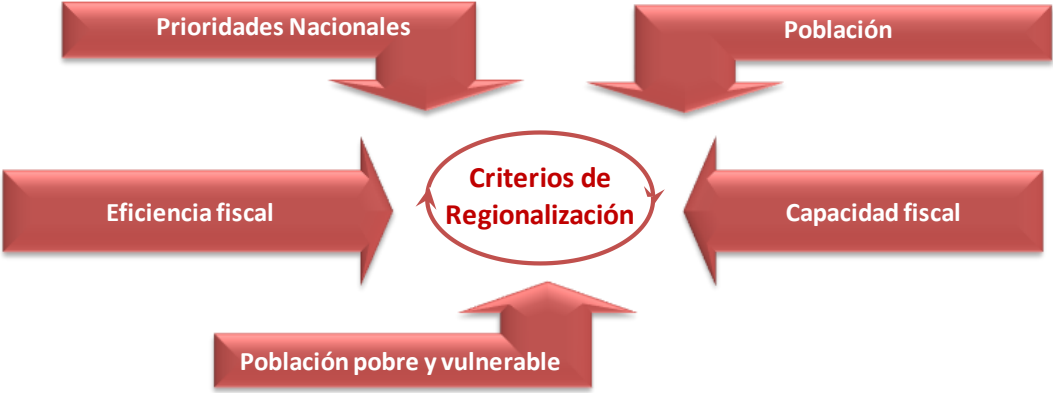 Prioridades Nacionales
Población
Eficiencia fiscal
Criterios de
Regionalización
Capacidad fiscal
Población pobre y vulnerable